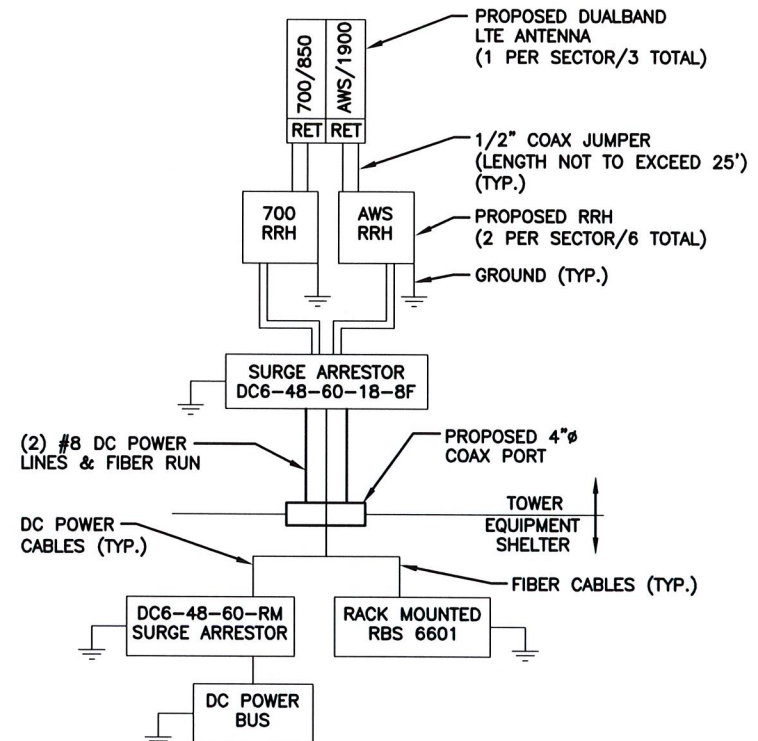 PROPOSED DUALBAND
LTE ANTENNA
(1 PER SECTOR/3 TOTAL)
700/850
AWS/1900
RET RET
1/2" COAX JUMPER
(LENGTH NOT TO EXCEED 25')
(TYP.)
700
RRH
AWS
RRH
PROPOSED RRH
(2 PER SECTOR/6 TOTAL)
GROUND (TYP.)
SURGE ARRESTOR
DC6-48-60-18-8F
(2) #8 DC POWER
LINES & FIBER RUN
PROPOSED 4"ø
COAX PORT
TOWER
EQUIPMENT
SHELTER
DC POWER
CABLES (TYP.)
FIBER CABLES (TYP.)
DC6-48-60-RM
SURGE ARRESTOR
RACK MOUNTED
RBS 6601
DC POWER
BUS